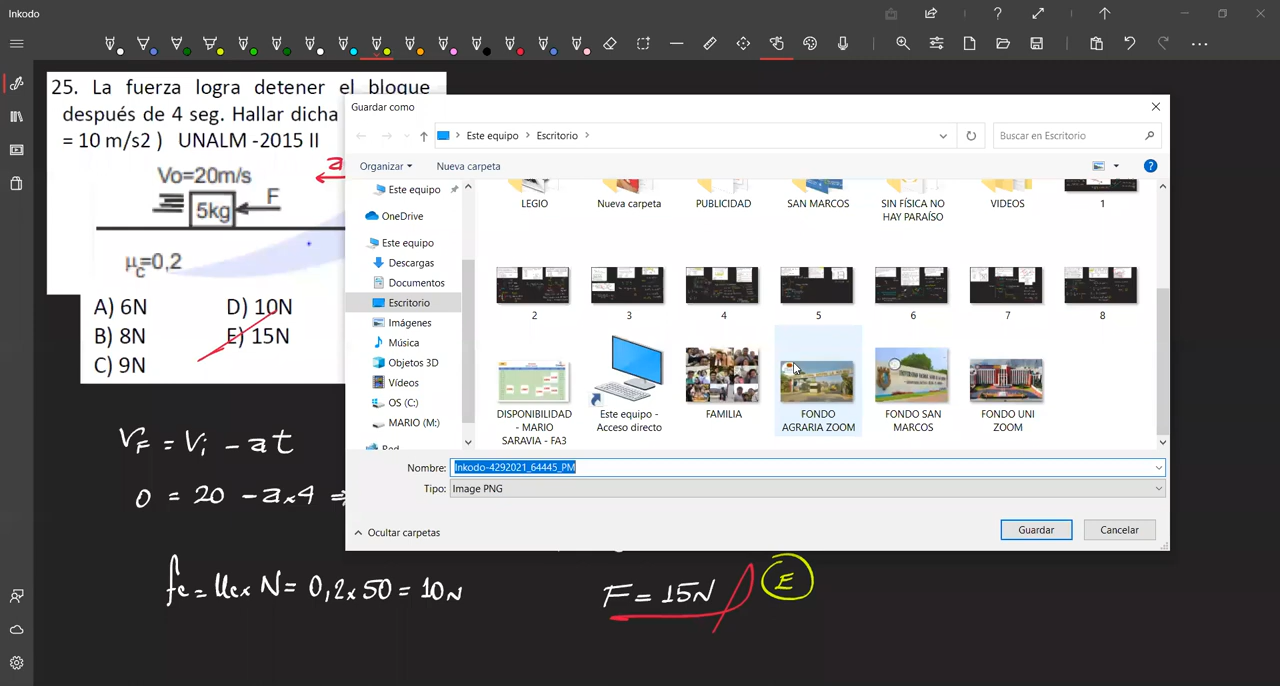 Inkodo
25. La fuerza logra detener el bloque
después de 4 seg. Hallar dicha
= 10 m/s2 ) UNALM -2015 II
a
Vo=20m/s
5kg
F
μc=0,2
A) 6N
D) 10N
B) 8N
E) 15N
C) 9N
VF = Vi - at
0 = 20 - a×4 ⇒
fc = Uc × N = 0,2 × 50 = 10N
F = 15N
E
Guardar como
Este equipo
Escritorio
Buscar en Escritorio
Organizar
Nueva carpeta
Este equipo
OneDrive
Este equipo
Descargas
Documentos
Escritorio
Imágenes
Música
Objetos 3D
Vídeos
OS (C:)
MARIO (M:)
Red
LEGIO
Nueva carpeta
PUBLICIDAD
SAN MARCOS
SIN FÍSICA NO
HAY PARAÍSO
VIDEOS
1
2
3
4
5
6
7
8
DISPONIBILIDAD
- MARIO
SARAVIA - FA3
Este equipo -
Acceso directo
FAMILIA
FONDO
AGRARIA ZOOM
FONDO SAN
MARCOS
FONDO UNI
ZOOM
Nombre:
Inkodo-4292021_64445_PM
Tipo:
Image PNG
Ocultar carpetas
Guardar
Cancelar